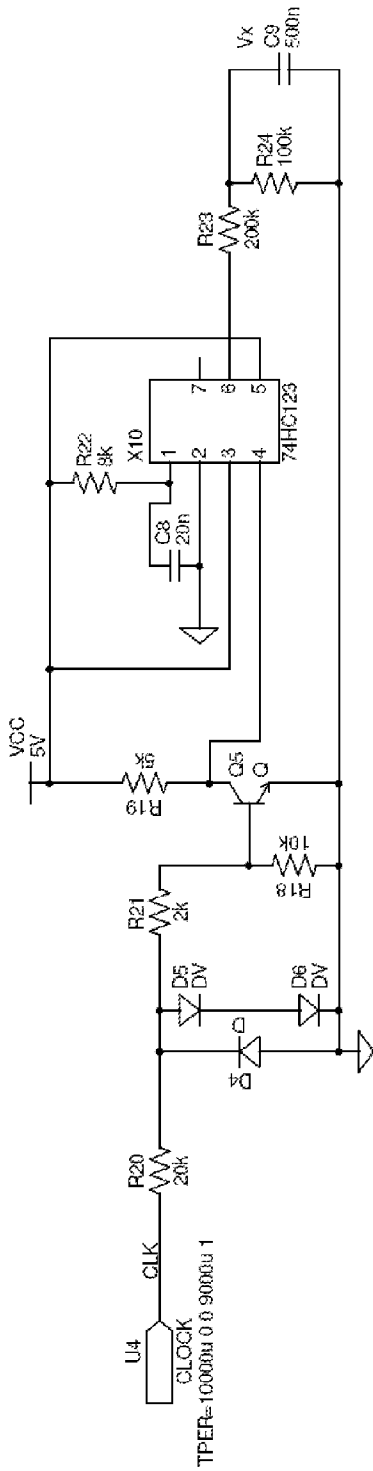 U4
CLOCK
TPER=10000u 0 0 9000u 1
CLK
R20
20k
D4
D
D5
DV
D6
DV
R21
2k
R18
10k
Q5
Q
R19
5k
VCC
5V
C8
20n
R22
8k
X10
1
2
3
4
7
6
5
74HC123
R23
200k
R24
100k
Vx
C9
500n